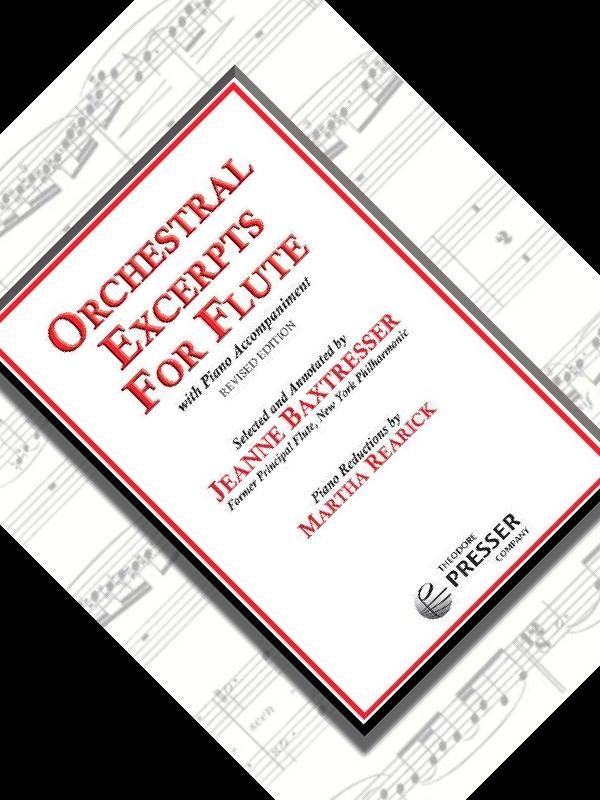 ORCHESTRAL
EXCERPTS
FOR FLUTE
with Piano Accompaniment
REVISED EDITION
Selected and Annotated by
JEANNE BAXTRESSER
Former Principal Flute, New York Philharmonic
Piano Reductions by
MARTHA REARICK
THEODORE
PRESSER
COMPANY
2